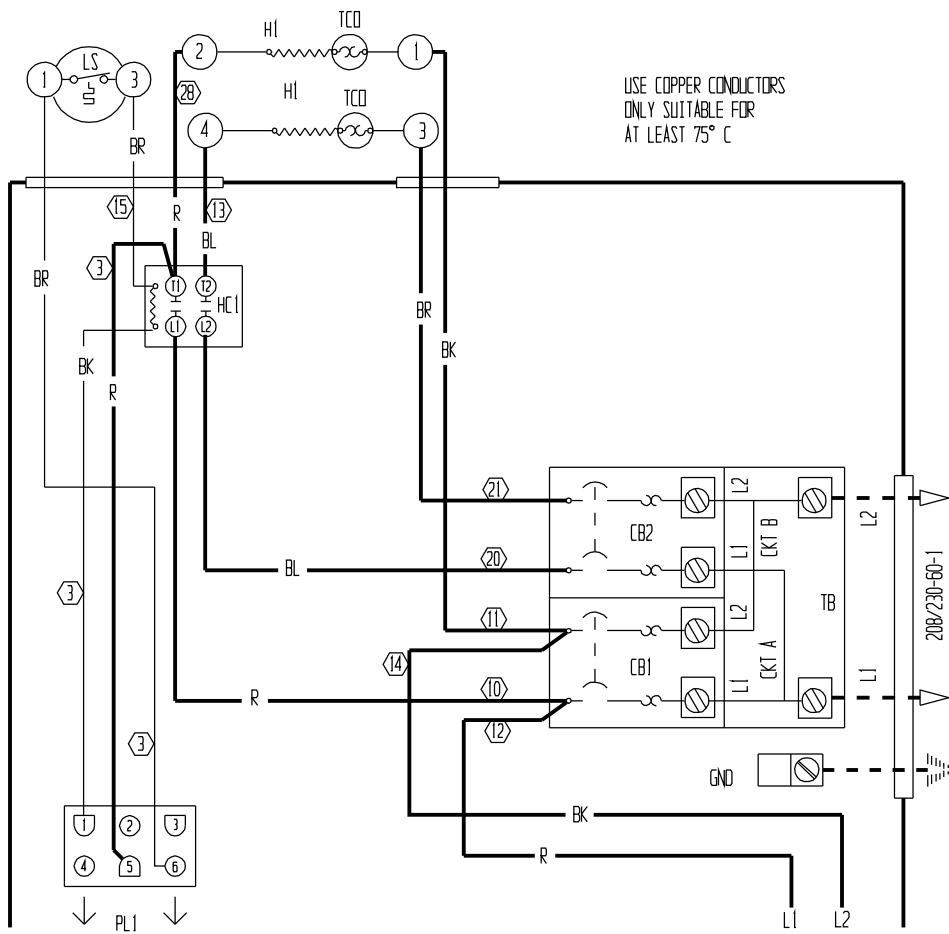 H1
TCO
2
1
LS
1
3
28
H1
TCO
4
3
USE COPPER CONDUCTORS
ONLY SUITABLE FOR
AT LEAST 75° C
BR
15
R
13
BL
3
BR
T1
T2
HC1
L1
L2
BR
BK
BK
R
21
L2
L2
CB2
CKT B
20
L1
BL
208/230-60-1
3
TB
11
L2
14
CB1
CKT A
10
L1
L1
R
12
3
GND
BK
1
2
3
R
4
5
6
PL1
L1
L2